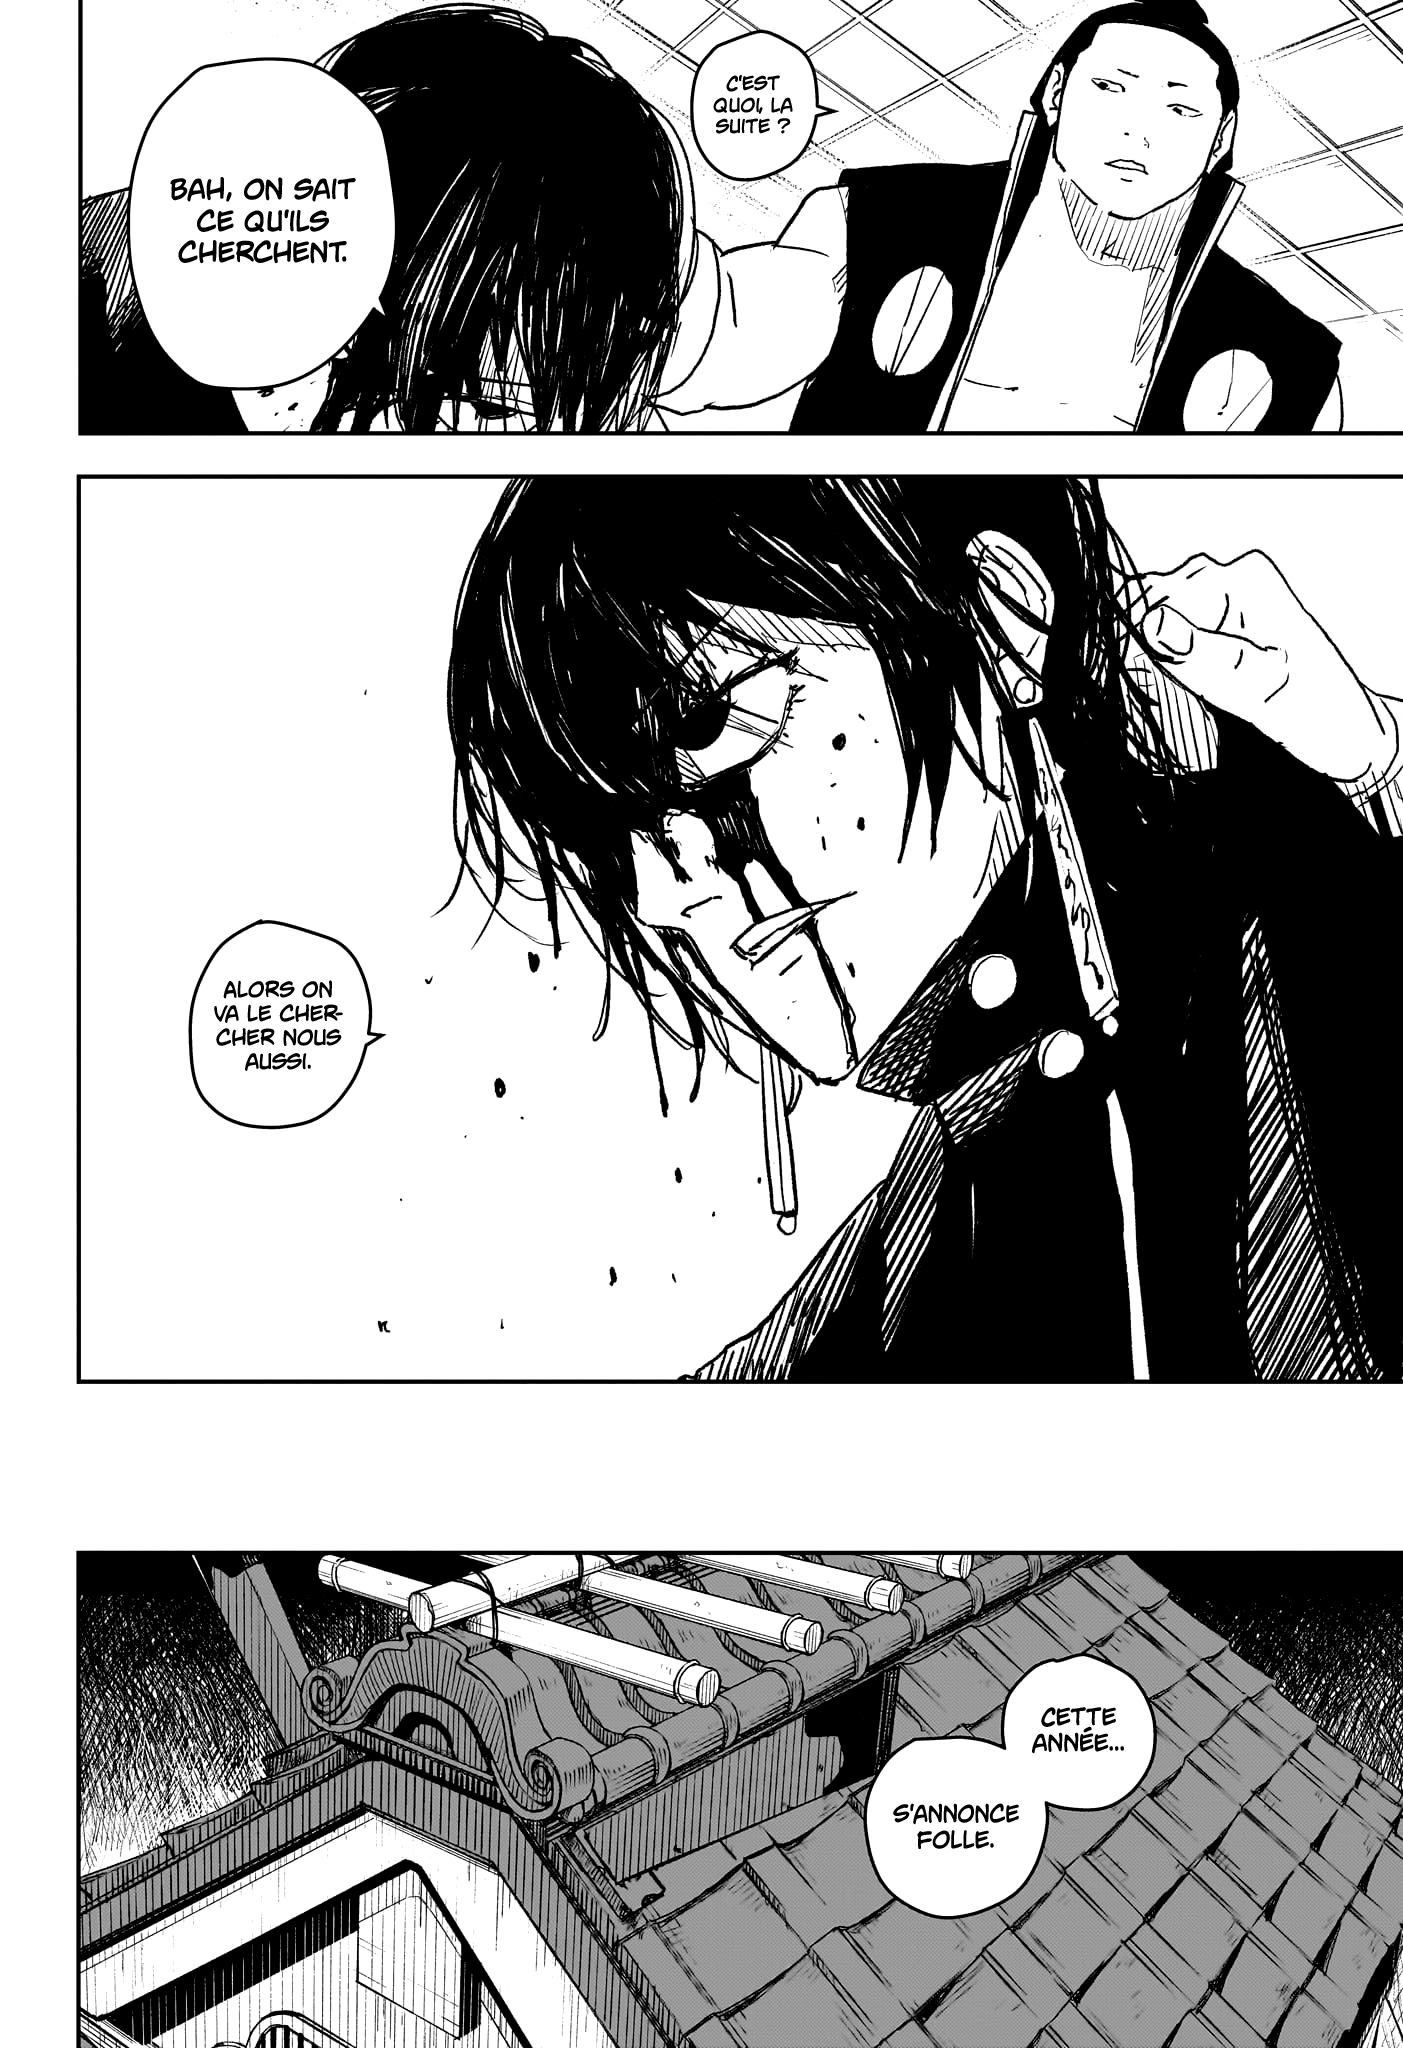 C'EST
QUOI, LA
SUITE ?
BAH, ON SAIT
CE QU'ILS
CHERCHENT.
ALORS ON
VA LE CHER-
CHER NOUS
AUSSI.
CETTE
ANNÉE...
S'ANNONCE
FOLLE.